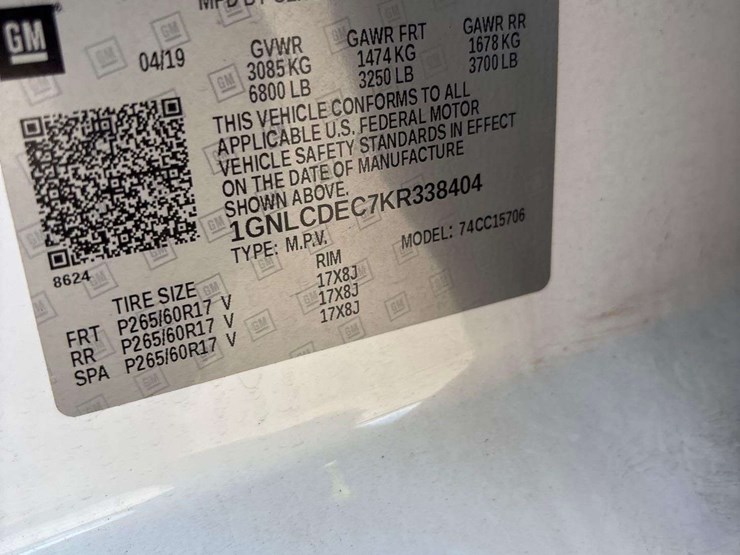 GM
04/19 GVWR GAWR FRT GAWR RR
3085 KG 1474 KG 1678 KG
6800 LB 3250 LB 3700 LB
THIS VEHICLE CONFORMS TO ALL
APPLICABLE U.S. FEDERAL MOTOR
VEHICLE SAFETY STANDARDS IN EFFECT
ON THE DATE OF MANUFACTURE
SHOWN ABOVE.
1GNLCDEC7KR338404
TYPE: M.P.V. MODEL: 74CC15706
8624
TIRE SIZE RIM
FRT P265/60R17 V 17X8J
RR P265/60R17 V 17X8J
SPA P265/60R17 V 17X8J